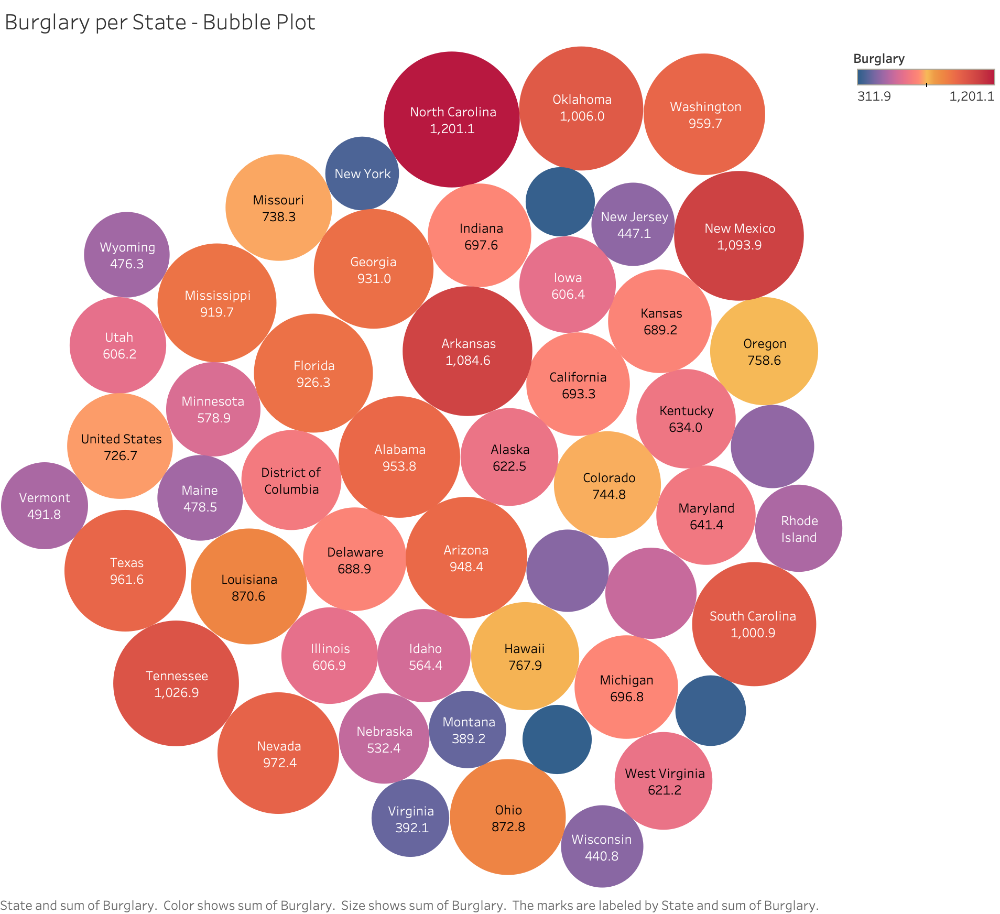 Burglary per State - Bubble Plot
Burglary
311.9 1,201.1
North Carolina
1,201.1
Oklahoma
1,006.0
Washington
959.7
New York
Missouri
738.3
Indiana
697.6
New Jersey
447.1
New Mexico
1,093.9
Wyoming
476.3
Georgia
931.0
Mississippi
919.7
Iowa
606.4
Kansas
689.2
Utah
606.2
Florida
926.3
Arkansas
1,084.6
Oregon
758.6
California
693.3
Minnesota
578.9
Kentucky
634.0
United States
726.7
District of
Columbia
Alabama
953.8
Alaska
622.5
Colorado
744.8
Vermont
491.8
Maine
478.5
Maryland
641.4
Rhode
Island
Texas
961.6
Louisiana
870.6
Delaware
688.9
Arizona
948.4
South Carolina
1,000.9
Tennessee
1,026.9
Illinois
606.9
Idaho
564.4
Hawaii
767.9
Michigan
696.8
Nevada
972.4
Nebraska
532.4
Montana
389.2
West Virginia
621.2
Virginia
392.1
Ohio
872.8
Wisconsin
440.8
State and sum of Burglary.  Color shows sum of Burglary.  Size shows sum of Burglary.  The marks are labeled by State and sum of Burglary.